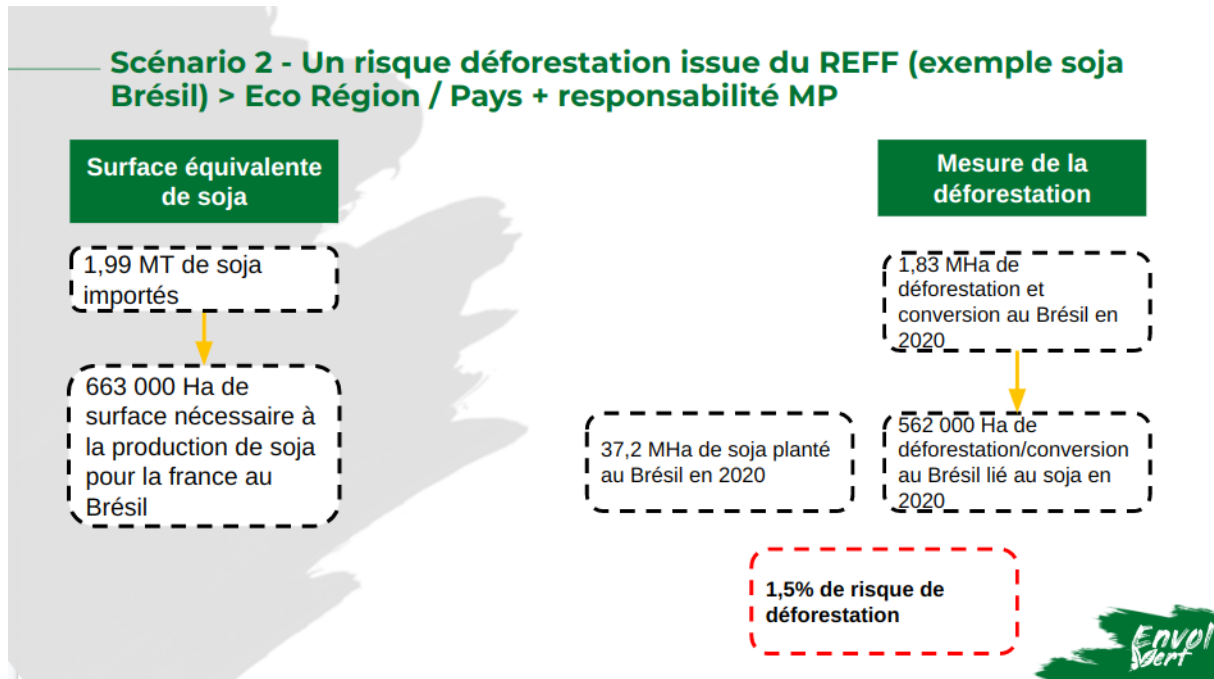 Scénario 2 - Un risque déforestation issue du REFF (exemple soja
Brésil) > Eco Région / Pays + responsabilité MP
Surface équivalente
de soja
1,99 MT de soja
importés
663 000 Ha de
surface nécessaire à
la production de soja
pour la france au
Brésil
Mesure de la
déforestation
1,83 MHa de
déforestation et
conversion au Brésil en
2020
37,2 MHa de soja planté
au Brésil en 2020
562 000 Ha de
déforestation/conversion
au Brésil lié au soja en
2020
1,5% de risque de
déforestation
Envol
Vert